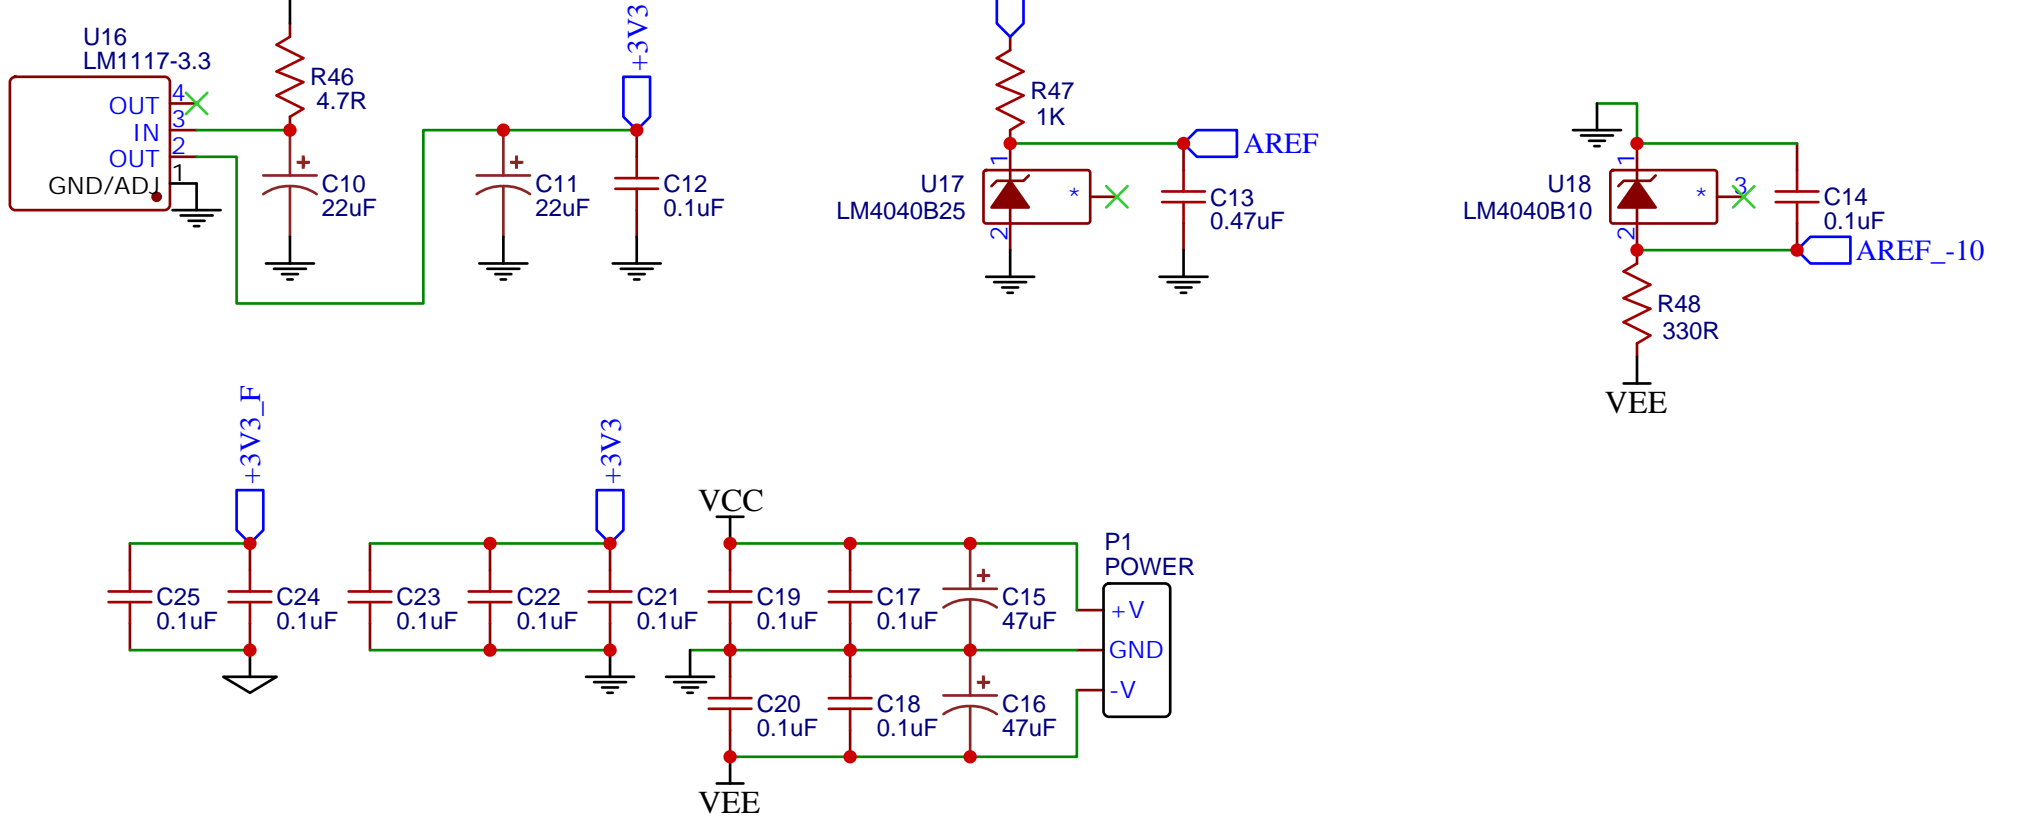 U16
LM1117-3.3
OUT 4
IN 3
OUT 2
GND/ADJ 1
R46
4.7R
+
C10
22uF
+
C11
22uF
+3V3
C12
0.1uF
R47
1K
AREF
1
U17
LM4040B25
*
2
C13
0.47uF
1
U18
LM4040B10
*
3
2
C14
0.1uF
AREF_-10
R48
330R
VEE
+3V3_F
C25
0.1uF
C24
0.1uF
+3V3
C23
0.1uF
C22
0.1uF
C21
0.1uF
VCC
C19
0.1uF
C17
0.1uF
+
C15
47uF
P1
POWER
+V
GND
-V
C20
0.1uF
C18
0.1uF
+
C16
47uF
VEE